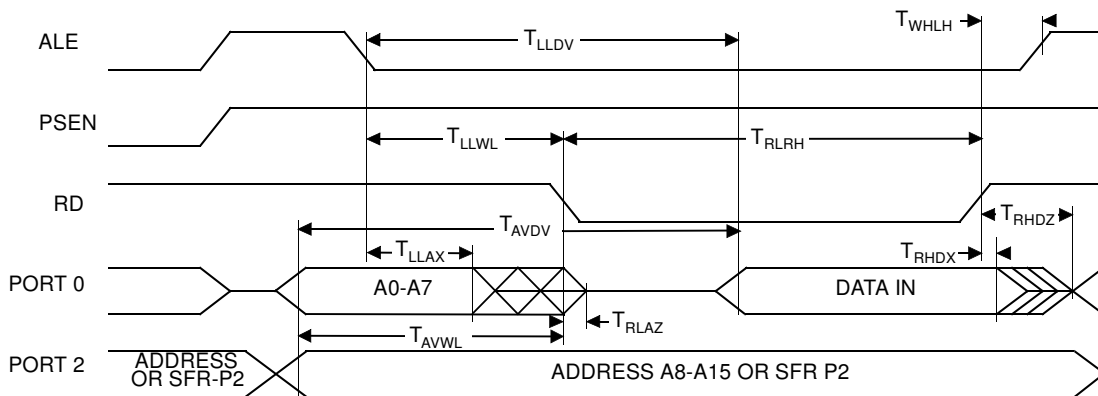 T_WHLH
ALE
T_LLDV
PSEN
T_LLWL
T_RLRH
RD
T_AVDV
T_RHDZ
T_LLAX
T_RHDX
PORT 0
A0-A7
DATA IN
T_RLAZ
T_AVWL
PORT 2
ADDRESS
OR SFR-P2
ADDRESS A8-A15 OR SFR P2